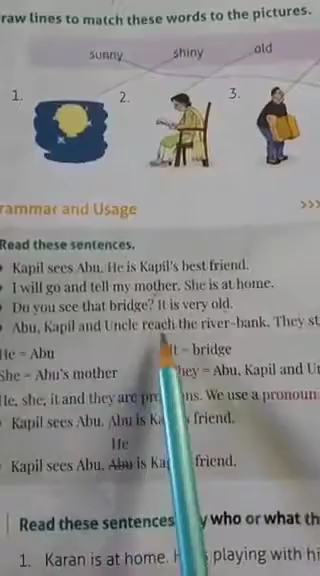 raw lines to match these words to the pictures.
sunny shiny old
1. 2. 3.
rammar and Usage >>>
Read these sentences.
Kapil sees Abu. He is Kapil's best friend.
I will go and tell my mother. She is at home.
Do you see that bridge? It is very old.
Abu, Kapil and Uncle reach the river-bank. They st
He = Abu It = bridge
She = Abu's mother hey = Abu, Kapil and Un
He, she, it and they are pro ns. We use a pronoun
Kapil sees Abu. Abu is Ka friend.
He
Kapil sees Abu. Abu is Ka friend.
Read these sentences who or what th
1. Karan is at home. H playing with hi